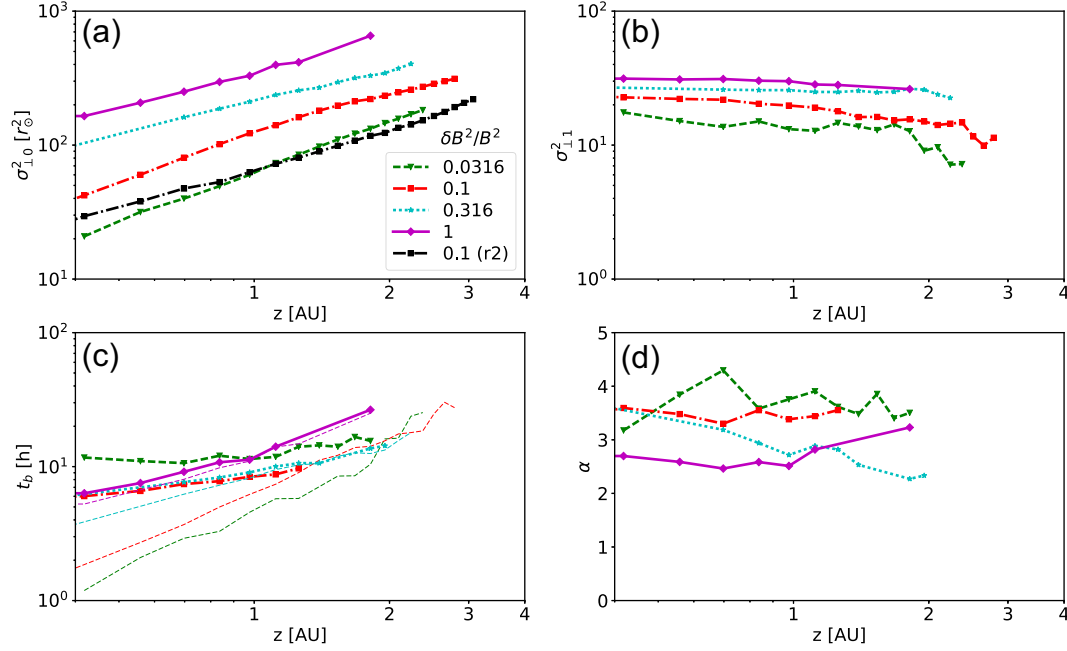 (a)
10³
10²
10¹
σ²⊥0 [r²⊙]
δB²/B²
0.0316
0.1
0.316
1
0.1 (r2)
1 2 3 4
z [AU]
(b)
10²
10¹
10⁰
σ²⊥1
1 2 3 4
z [AU]
(c)
10²
10¹
10⁰
t_b [h]
1 2 3 4
z [AU]
(d)
5
4
3
2
1
0
α
1 2 3 4
z [AU]